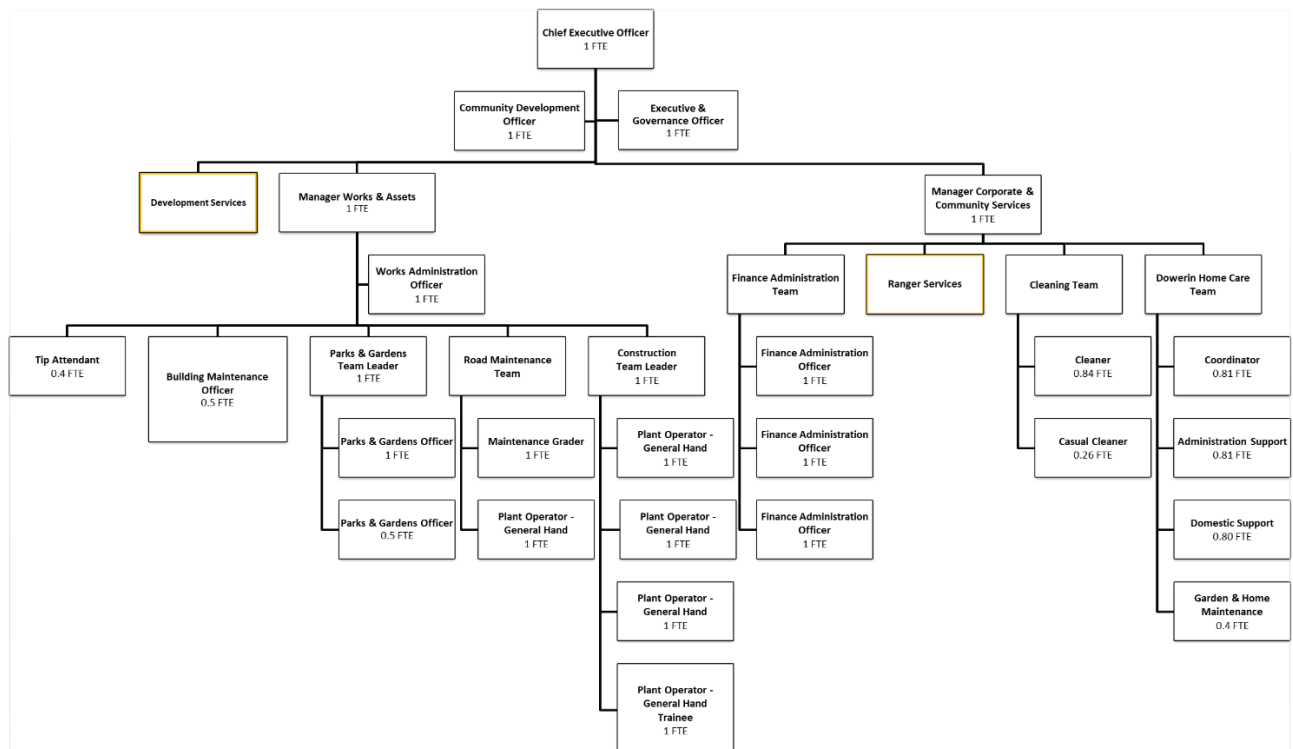 Chief Executive Officer
1 FTE
Community Development
Officer
1 FTE
Executive &
Governance Officer
1 FTE
Development Services
Manager Works & Assets
1 FTE
Manager Corporate &
Community Services
1 FTE
Works Administration
Officer
1 FTE
Finance Administration
Team
Ranger Services
Cleaning Team
Dowerin Home Care
Team
Tip Attendant
0.4 FTE
Building Maintenance
Officer
0.5 FTE
Parks & Gardens
Team Leader
1 FTE
Road Maintenance
Team
Construction
Team Leader
1 FTE
Finance Administration
Officer
1 FTE
Cleaner
0.84 FTE
Coordinator
0.81 FTE
Parks & Gardens Officer
1 FTE
Maintenance Grader
1 FTE
Plant Operator -
General Hand
1 FTE
Finance Administration
Officer
1 FTE
Casual Cleaner
0.26 FTE
Administration Support
0.81 FTE
Parks & Gardens Officer
0.5 FTE
Plant Operator -
General Hand
1 FTE
Plant Operator -
General Hand
1 FTE
Finance Administration
Officer
1 FTE
Domestic Support
0.80 FTE
Plant Operator -
General Hand
1 FTE
Garden & Home
Maintenance
0.4 FTE
Plant Operator -
General Hand
Trainee
1 FTE